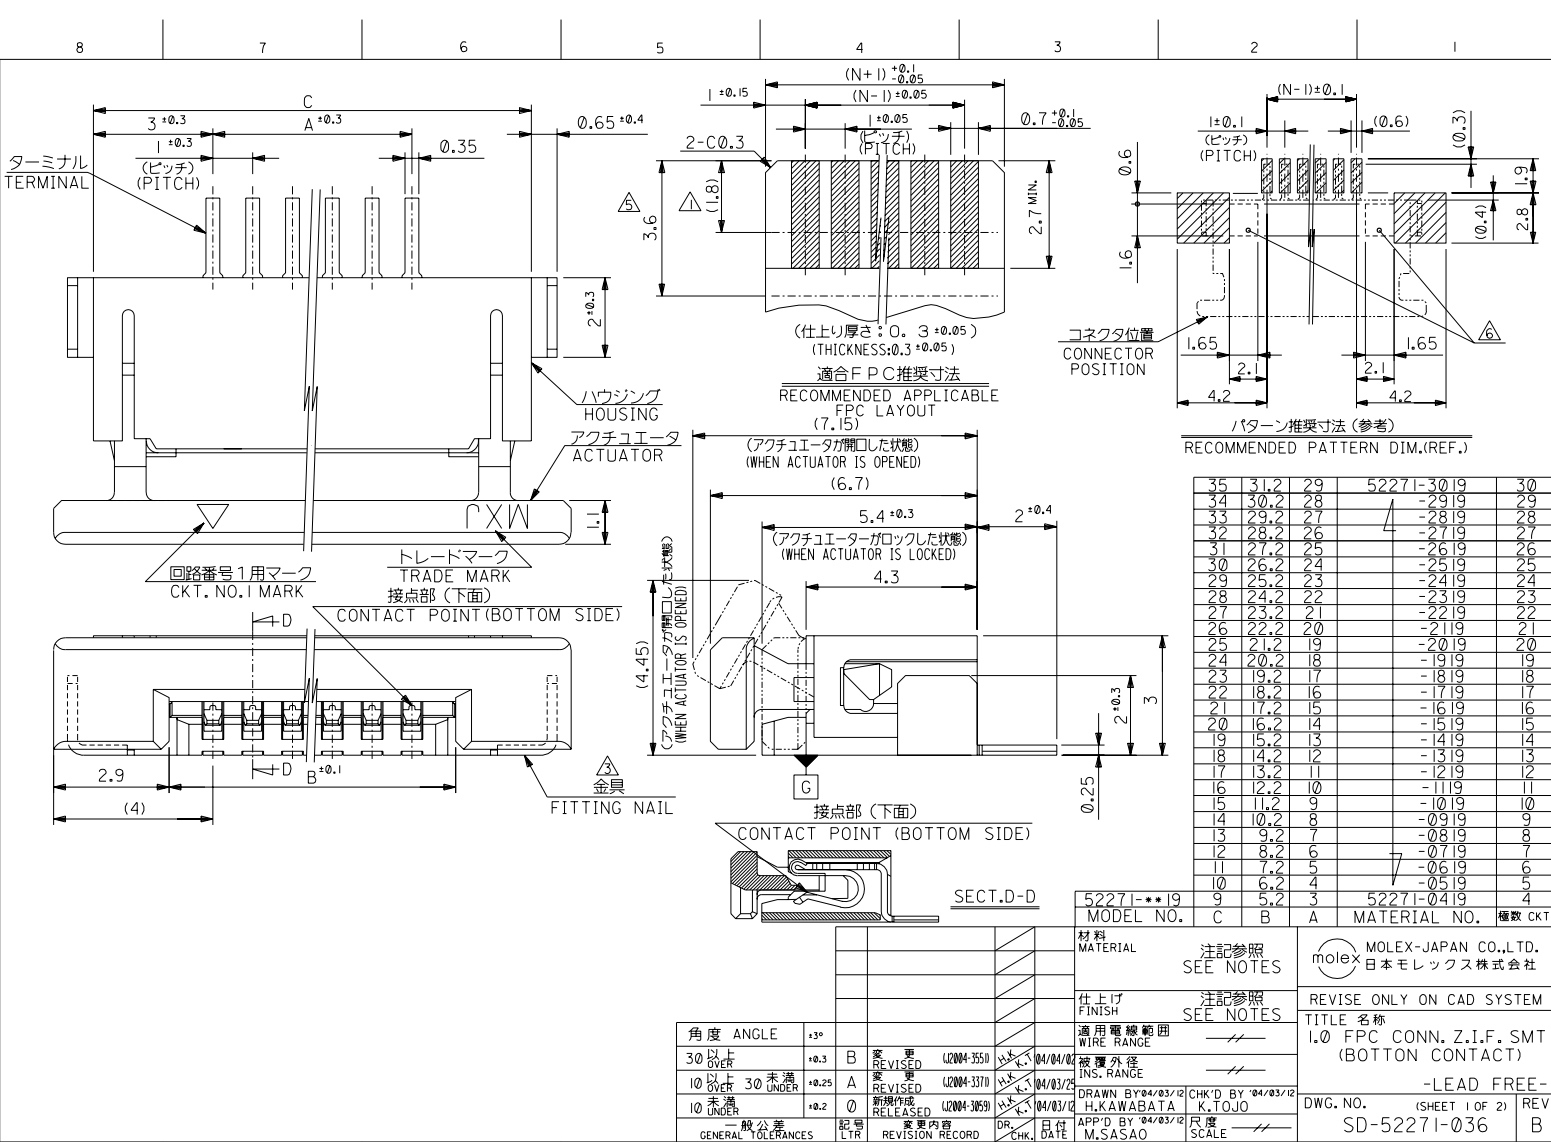 8 7 6 5 4 3 2 1
C
3 ±0.3
A ±0.3
0.65 ±0.4
1 ±0.3
(ピッチ)
(PITCH)
0.35
ターミナル
TERMINAL
2 ±0.3
ハウジング
HOUSING
アクチュエータ
ACTUATOR
MXJ
1.1
トレードマーク
TRADE MARK
回路番号1用マーク
CKT. NO.1 MARK
(N+1) +0.1 -0.05
1 ±0.15
(N-1) ±0.05
1 ±0.05
(ピッチ)
(PITCH)
0.7 +0.1 -0.05
2-C0.3
5
3.6
1
(1.8)
2.7 MIN.
(仕上り厚さ:0.3 ±0.05)
(THICKNESS:0.3 ±0.05)
適合FPC推奨寸法
RECOMMENDED APPLICABLE
FPC LAYOUT
(N-1)±0.1
1±0.1
(ピッチ)
(PITCH)
(0.6)
(0.3)
0.6
1.9
(0.4)
2.8
1.6
コネクタ位置
CONNECTOR
POSITION
6
1.65
1.65
2.1
2.1
4.2
4.2
パターン推奨寸法(参考)
RECOMMENDED PATTERN DIM.(REF.)
(7.15)
(アクチュエータが開口した状態)
(WHEN ACTUATOR IS OPENED)
(6.7)
5.4 ±0.3
2 ±0.4
(アクチュエーターがロックした状態)
(WHEN ACTUATOR IS LOCKED)
4.3
(4.45)
(アクチュエータが開口した状態)
(WHEN ACTUATOR IS OPENED)
2 ±0.3
3
0.25
G
接点部(下面)
CONTACT POINT(BOTTOM SIDE)
D
D
2.9
B ±0.1
(4)
3
金具
FITTING NAIL
接点部(下面)
CONTACT POINT (BOTTOM SIDE)
SECT.D-D
35 31.2 29 52271-3019 30
34 30.2 28 -2919 29
33 29.2 27 -2819 28
32 28.2 26 -2719 27
31 27.2 25 -2619 26
30 26.2 24 -2519 25
29 25.2 23 -2419 24
28 24.2 22 -2319 23
27 23.2 21 -2219 22
26 22.2 20 -2119 21
25 21.2 19 -2019 20
24 20.2 18 -1919 19
23 19.2 17 -1819 18
22 18.2 16 -1719 17
21 17.2 15 -1619 16
20 16.2 14 -1519 15
19 15.2 13 -1419 14
18 14.2 12 -1319 13
17 13.2 11 -1219 12
16 12.2 10 -1119 11
15 11.2 9 -1019 10
14 10.2 8 -0919 9
13 9.2 7 -0819 8
12 8.2 6 -0719 7
11 7.2 5 -0619 6
10 6.2 4 -0519 5
52271-**19 9 5.2 3 52271-0419 4
MODEL NO. C B A MATERIAL NO. 極数 CKT
材料
MATERIAL
注記参照
SEE NOTES
仕上げ
FINISH
注記参照
SEE NOTES
適用電線範囲
WIRE RANGE
被覆外径
INS. RANGE
DRAWN BY '04/03/12
H.KAWABATA
CHK'D BY '04/03/12
K.TOJO
APP'D BY '04/03/12
M.SASAO
尺度
SCALE
molex
MOLEX-JAPAN CO.,LTD.
日本モレックス株式会社
REVISE ONLY ON CAD SYSTEM
TITLE 名称
1.0 FPC CONN. Z.I.F. SMT
(BOTTON CONTACT)
-LEAD FREE-
DWG. NO. (SHEET 1 OF 2) REV
SD-52271-036 B
角度 ANGLE ±3°
30 以上 OVER ±0.3
10 以上 OVER 30 未満 UNDER ±0.25
10 未満 UNDER ±0.2
一般公差
GENERAL TOLERANCES
B 変更 REVISED (J2004-3551) H.K K.T 04/04/02
A 変更 REVISED (J2004-3371) H.K K.T 04/03/25
0 新規作成 RELEASED (J2004-3059) H.K K.T 04/03/12
記号 LTR
変更内容 REVISION RECORD
DR. CHK.
日付 DATE